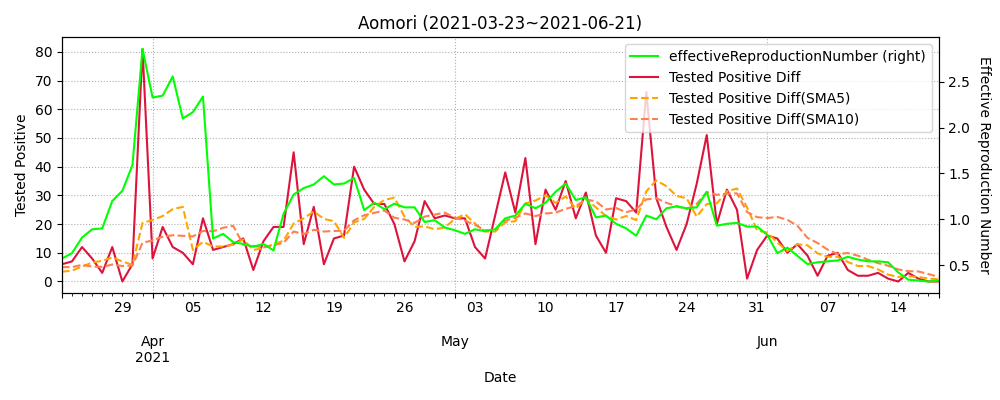 Aomori (2021-03-23~2021-06-21)
effectiveReproductionNumber (right)
Tested Positive Diff
Tested Positive Diff(SMA5)
Tested Positive Diff(SMA10)
Tested Positive
80
70
60
50
40
30
20
10
0
2.5
2.0
1.5
1.0
0.5
Effective Reproduction Number
29 05 12 19 26 03 10 17 24 31 07 14
Apr May Jun
2021
Date